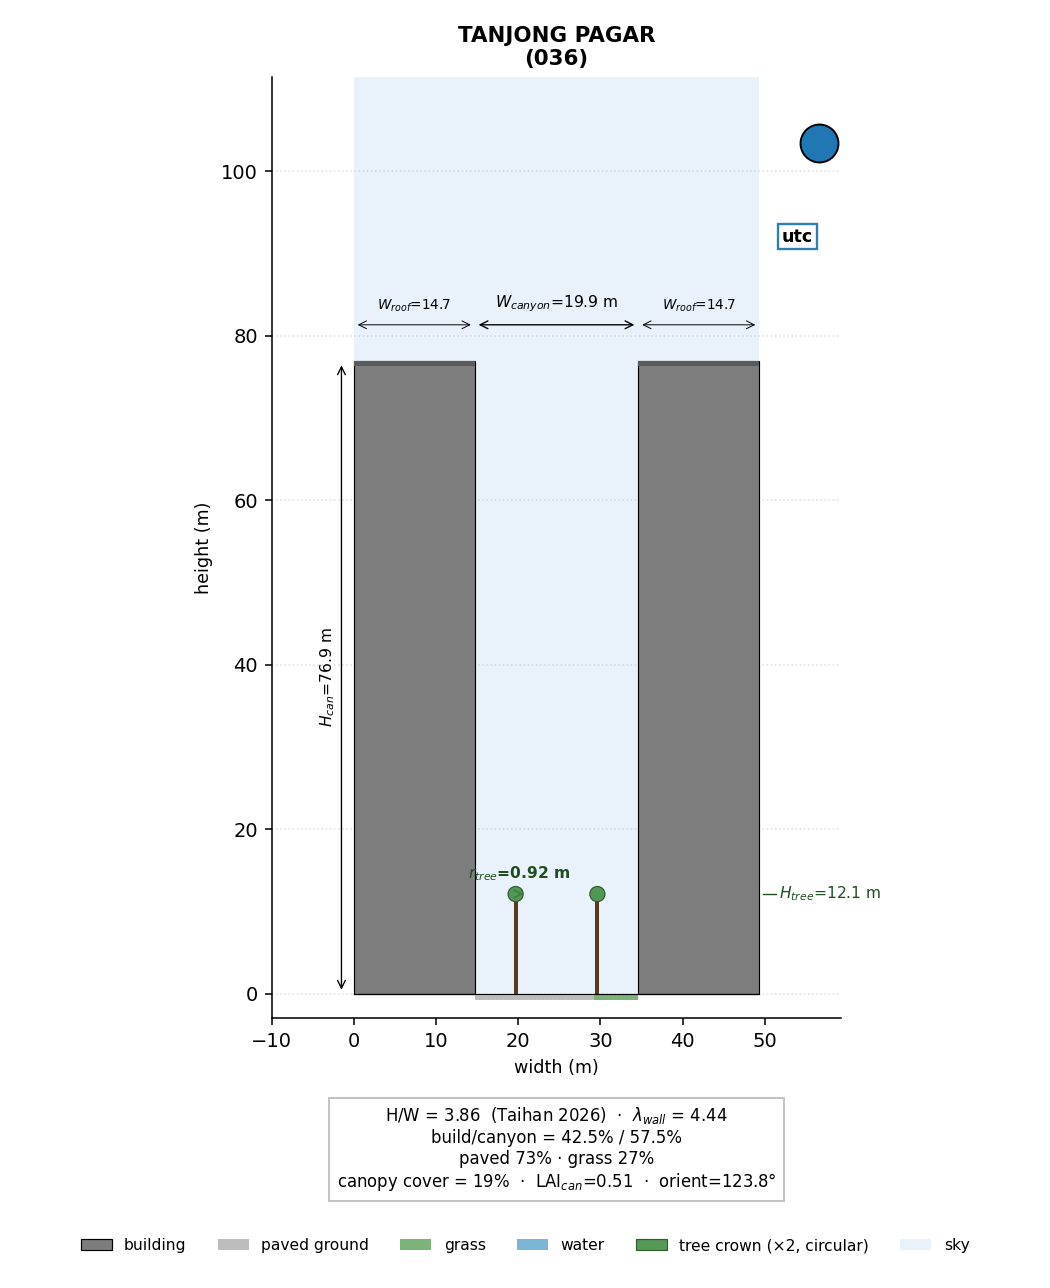 TANJONG PAGAR
(036)
100
utc
W_roof=14.7
W_canyon=19.9 m
W_roof=14.7
80
60
height (m)
40
H_can=76.9 m
20
r_tree=0.92 m
H_tree=12.1 m
0
−10 0 10 20 30 40 50
width (m)
H/W = 3.86 (Taihan 2026) · λ_wall = 4.44
build/canyon = 42.5% / 57.5%
paved 73% · grass 27%
canopy cover = 19% · LAI_can=0.51 · orient=123.8°
building paved ground grass water tree crown (×2, circular) sky